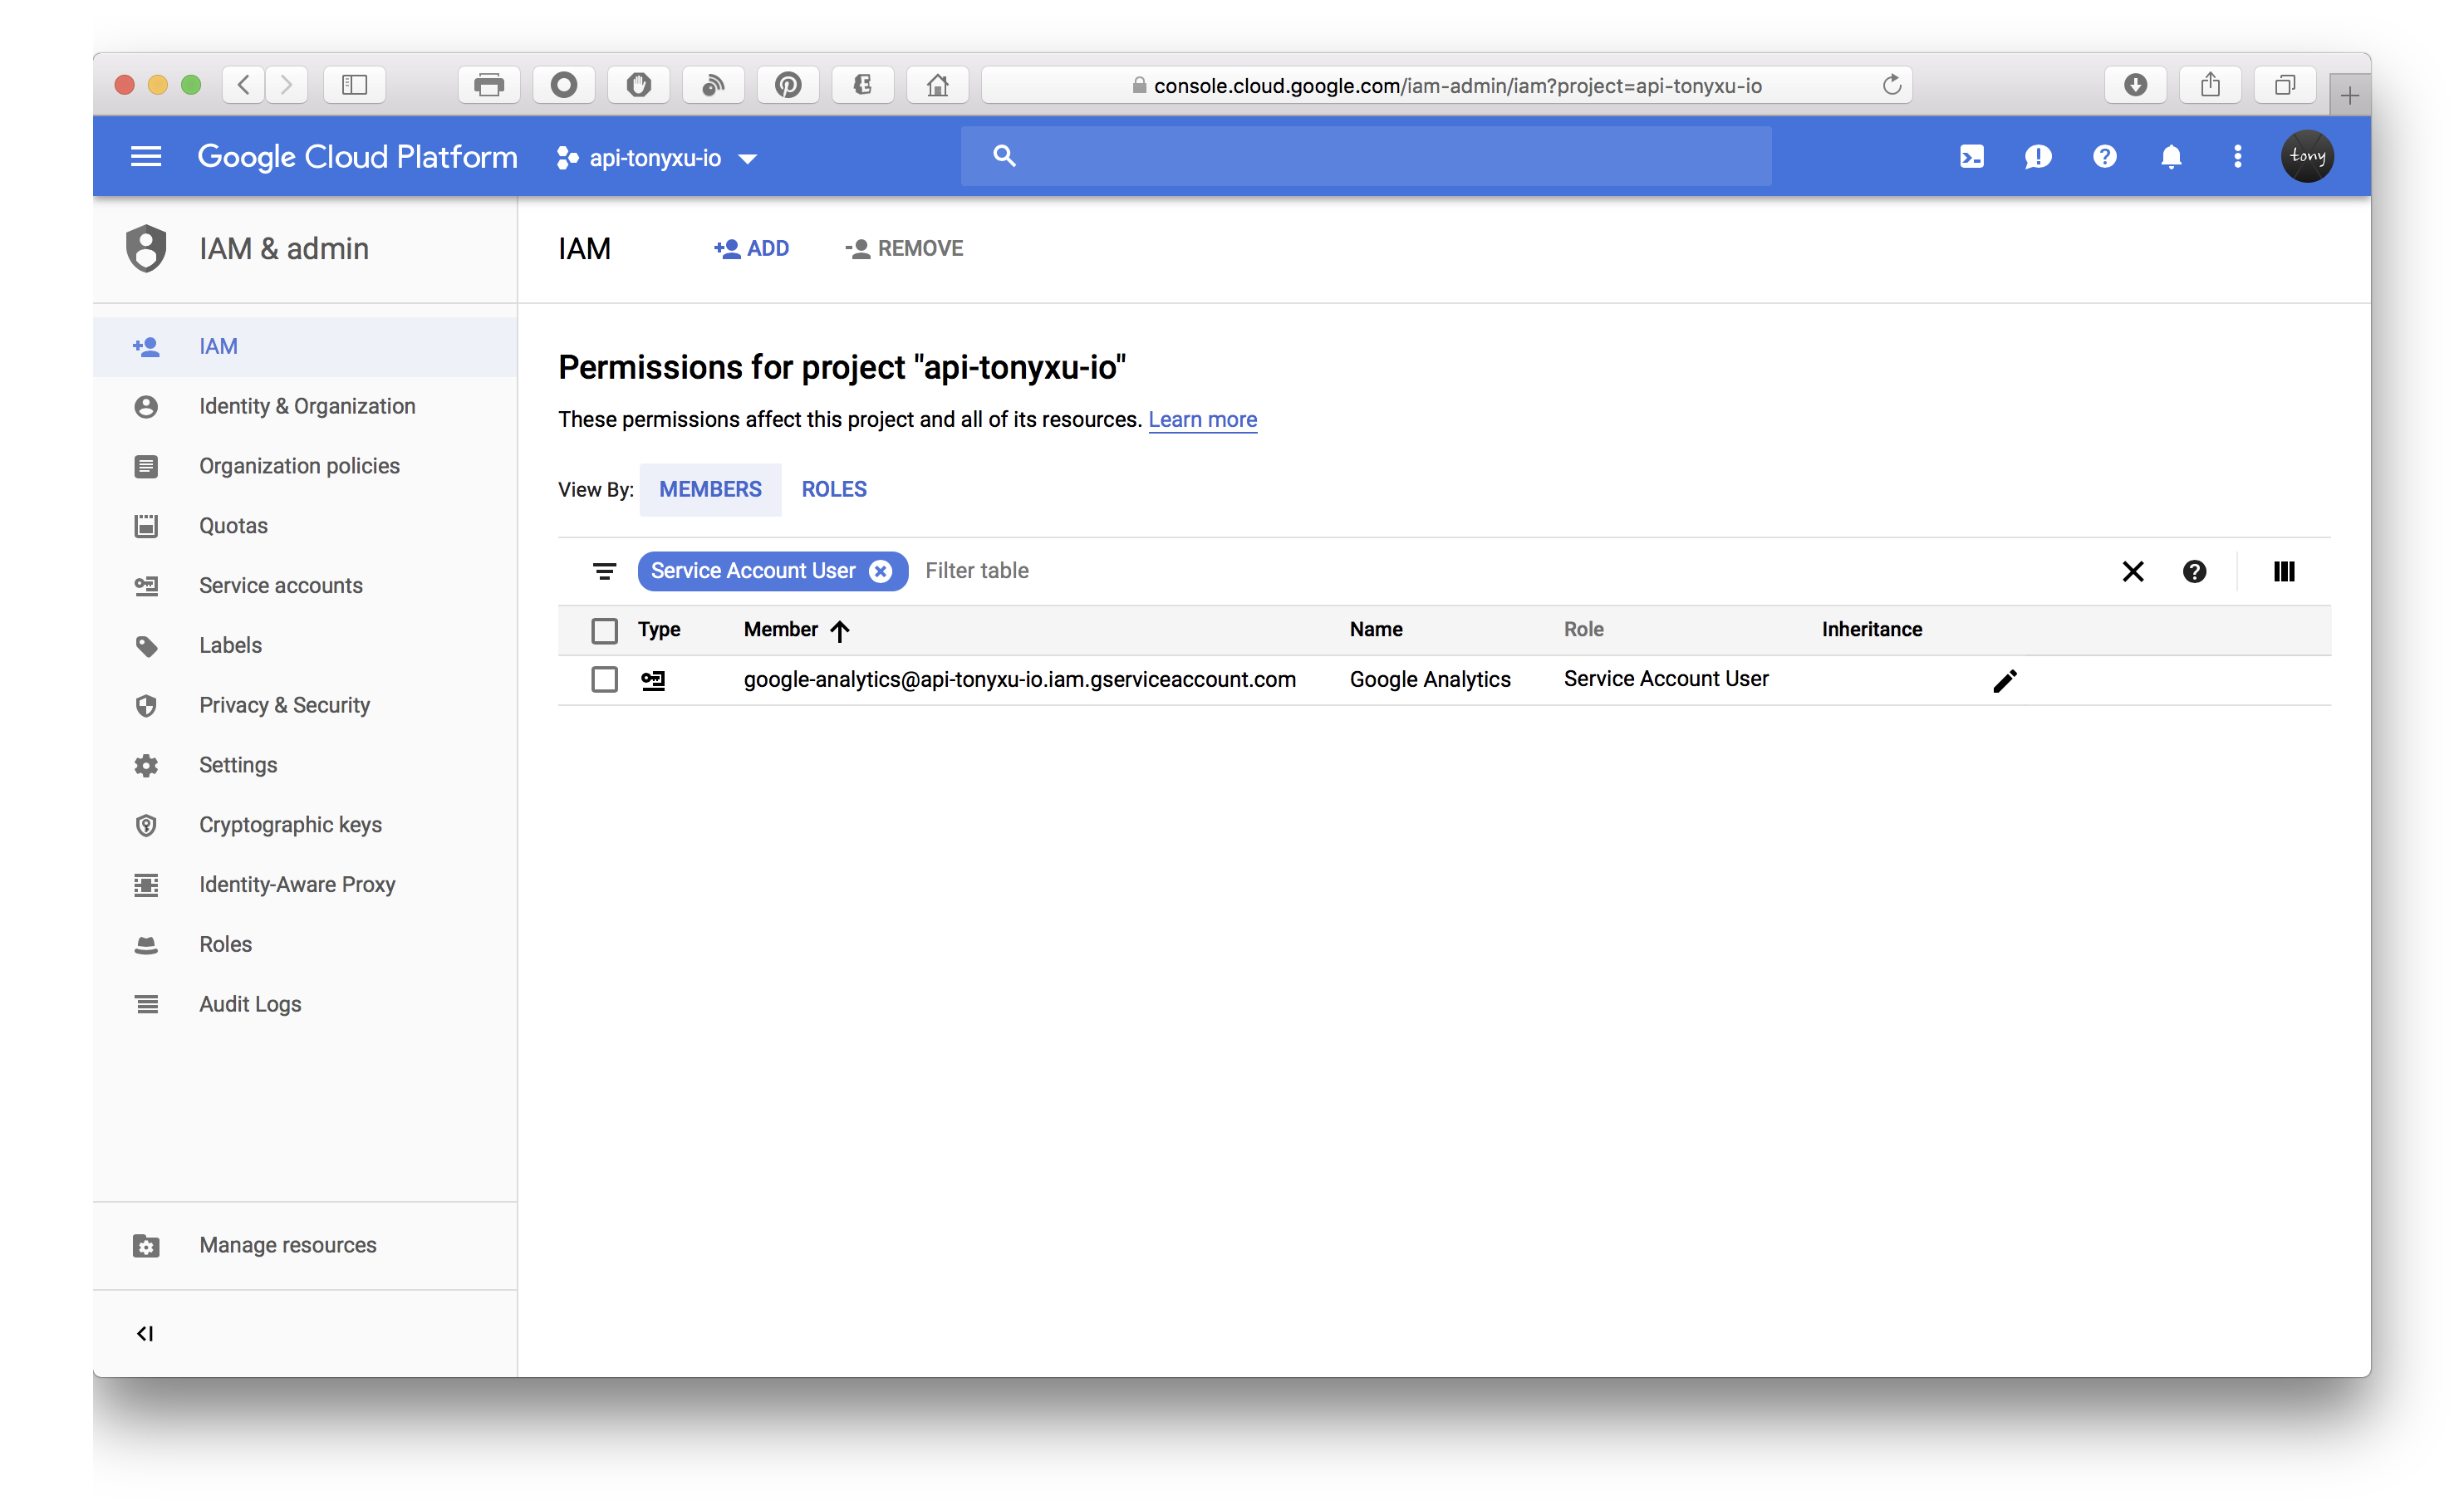 console.cloud.google.com/iam-admin/iam?project=api-tonyxu-io
Google Cloud Platform
api-tonyxu-io
tony
IAM & admin
IAM
ADD
REMOVE
IAM
Identity & Organization
Organization policies
Quotas
Service accounts
Labels
Privacy & Security
Settings
Cryptographic keys
Identity-Aware Proxy
Roles
Audit Logs
Manage resources
Permissions for project "api-tonyxu-io"
These permissions affect this project and all of its resources. Learn more
View By: MEMBERS ROLES
Service Account User Filter table
Type Member Name Role Inheritance
google-analytics@api-tonyxu-io.iam.gserviceaccount.com Google Analytics Service Account User